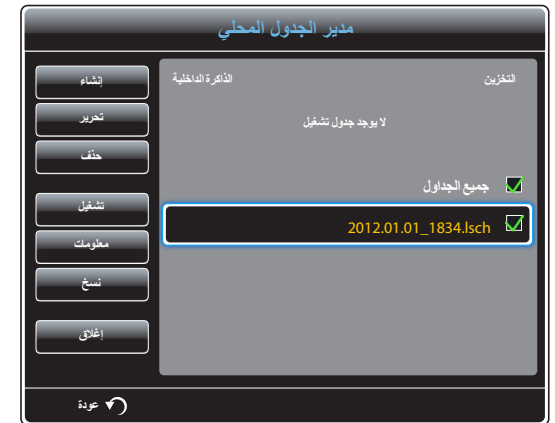 مدير الجدول المحلي
التخزين الذاكرة الداخلية
لا يوجد جدول تشغيل
جميع الجداول
2012.01.01_1834.lsch
إنشاء
تحرير
حذف
تشغيل
معلومات
نسخ
إغلاق
عودة